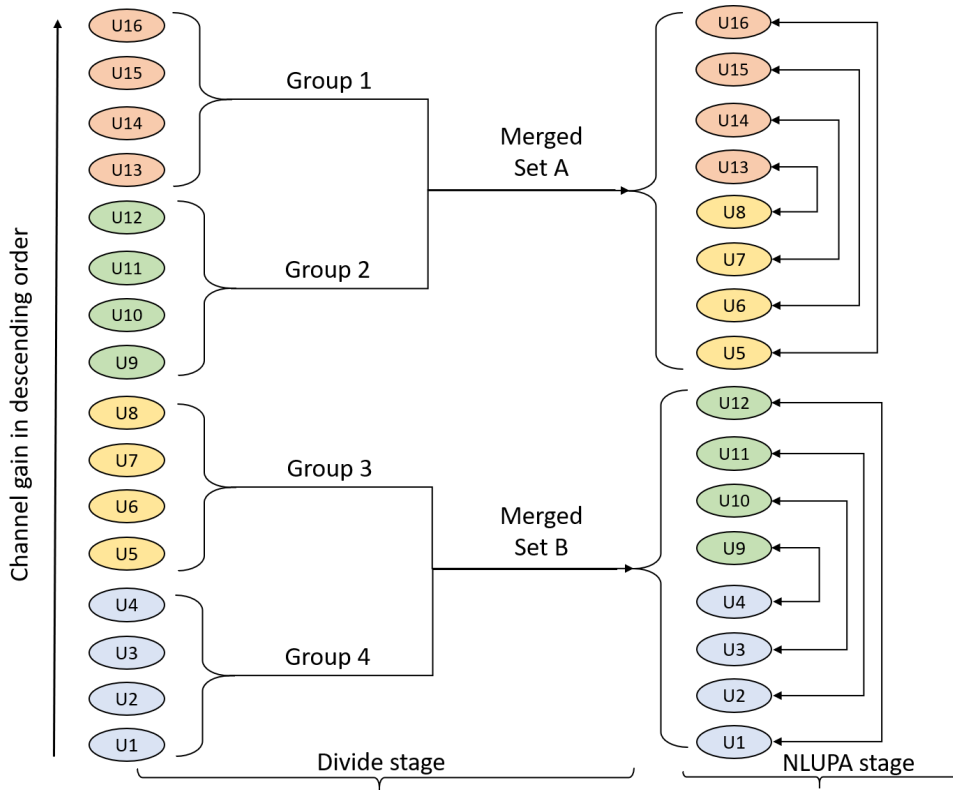 Channel gain in descending order
U16
U15
U14
U13
U12
U11
U10
U9
U8
U7
U6
U5
U4
U3
U2
U1
Group 1
Group 2
Group 3
Group 4
Merged
Set A
Merged
Set B
U16
U15
U14
U13
U8
U7
U6
U5
U12
U11
U10
U9
U4
U3
U2
U1
Divide stage
NLUPA stage